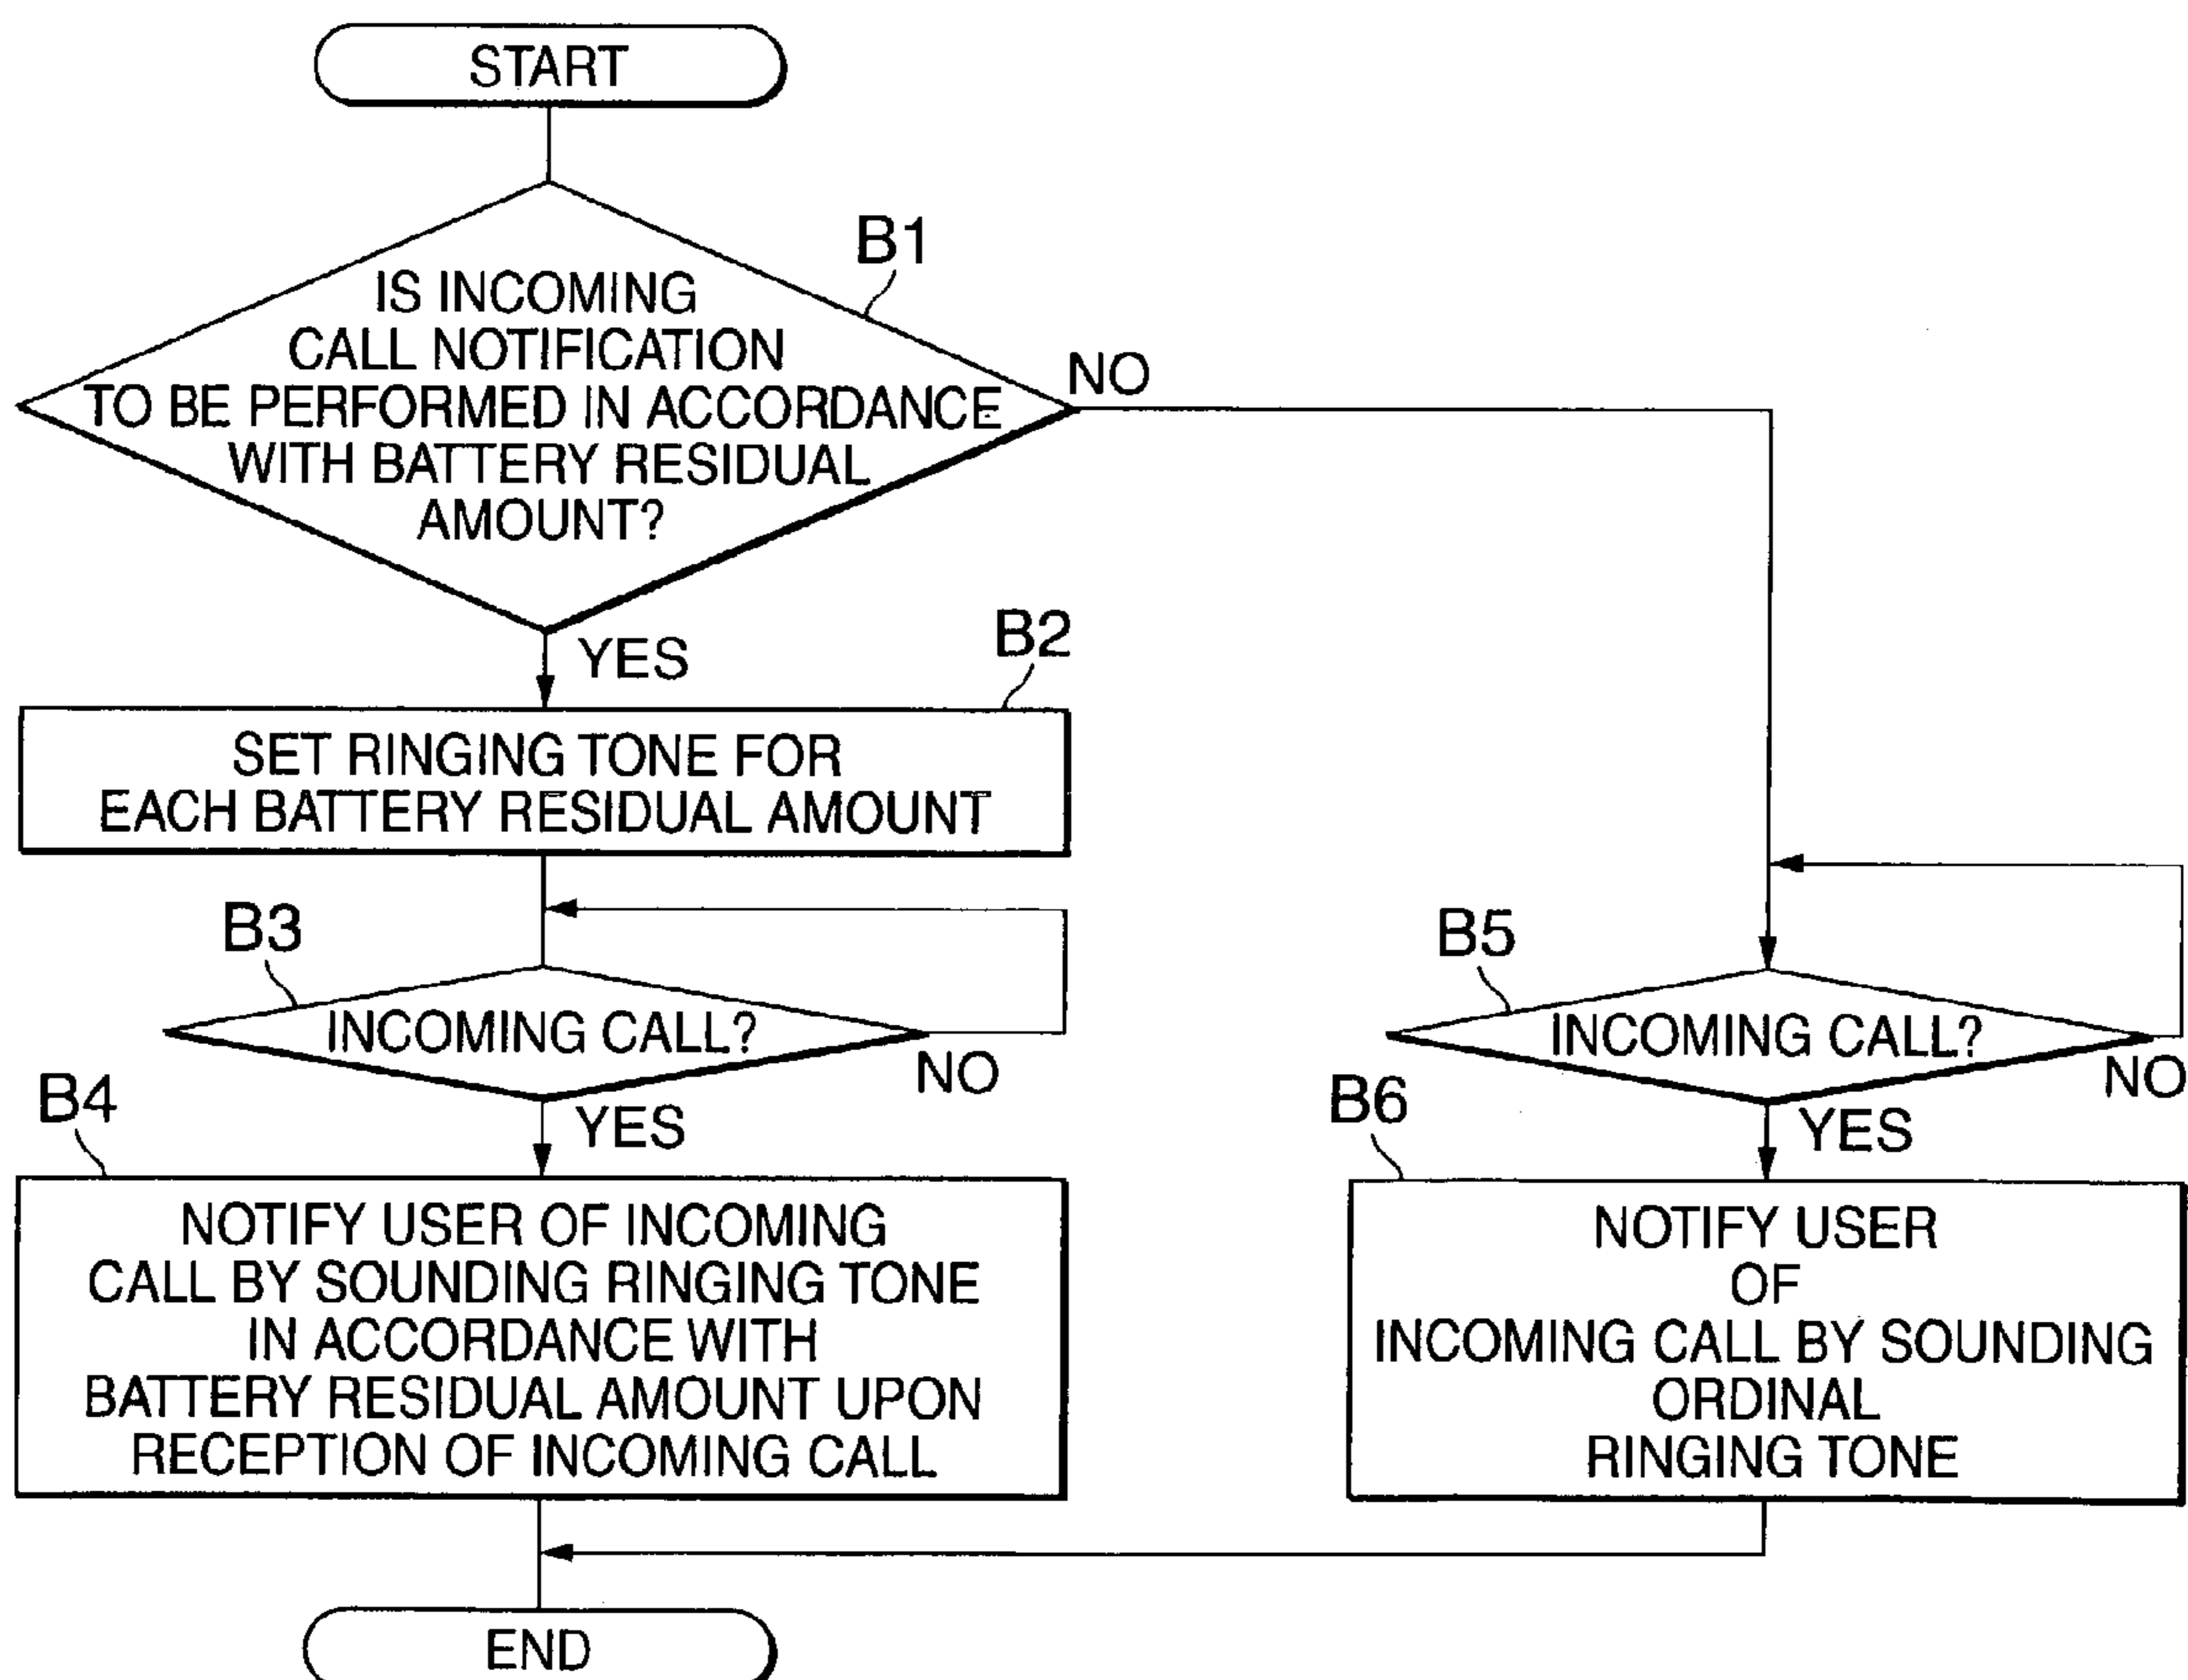 START
B1
IS INCOMING
CALL NOTIFICATION
TO BE PERFORMED IN ACCORDANCE
WITH BATTERY RESIDUAL
AMOUNT?
NO
YES
B2
SET RINGING TONE FOR
EACH BATTERY RESIDUAL AMOUNT
B3
INCOMING CALL?
NO
YES
B4
NOTIFY USER OF INCOMING
CALL BY SOUNDING RINGING TONE
IN ACCORDANCE WITH
BATTERY RESIDUAL AMOUNT UPON
RECEPTION OF INCOMING CALL
B5
INCOMING CALL?
NO
YES
B6
NOTIFY USER
OF
INCOMING CALL BY SOUNDING
ORDINAL
RINGING TONE
END